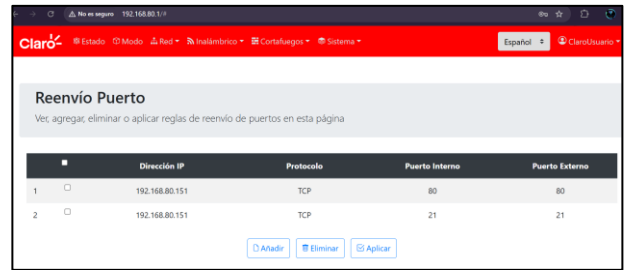 No es seguro 192.168.80.1/#
Claro Estado Modo Red Inalámbrico Cortafuegos Sistema Español ClaroUsuario
Reenvío Puerto
Ver, agregar, eliminar o aplicar reglas de reenvío de puertos en esta página
Dirección IP Protocolo Puerto Interno Puerto Externo
1 192.168.80.151 TCP 80 80
2 192.168.80.151 TCP 21 21
Añadir Eliminar Aplicar